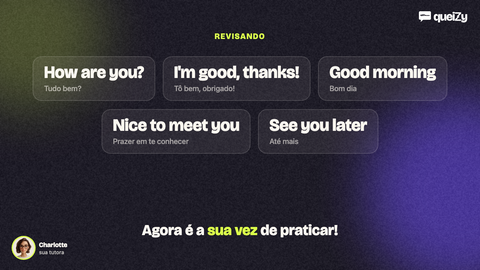 queiZy
REVISANDO
How are you?
Tudo bem?
I'm good, thanks!
Tô bem, obrigado!
Good morning
Bom dia
Nice to meet you
Prazer em te conhecer
See you later
Até mais
Agora é a sua vez de praticar!
Charlotte
sua tutora